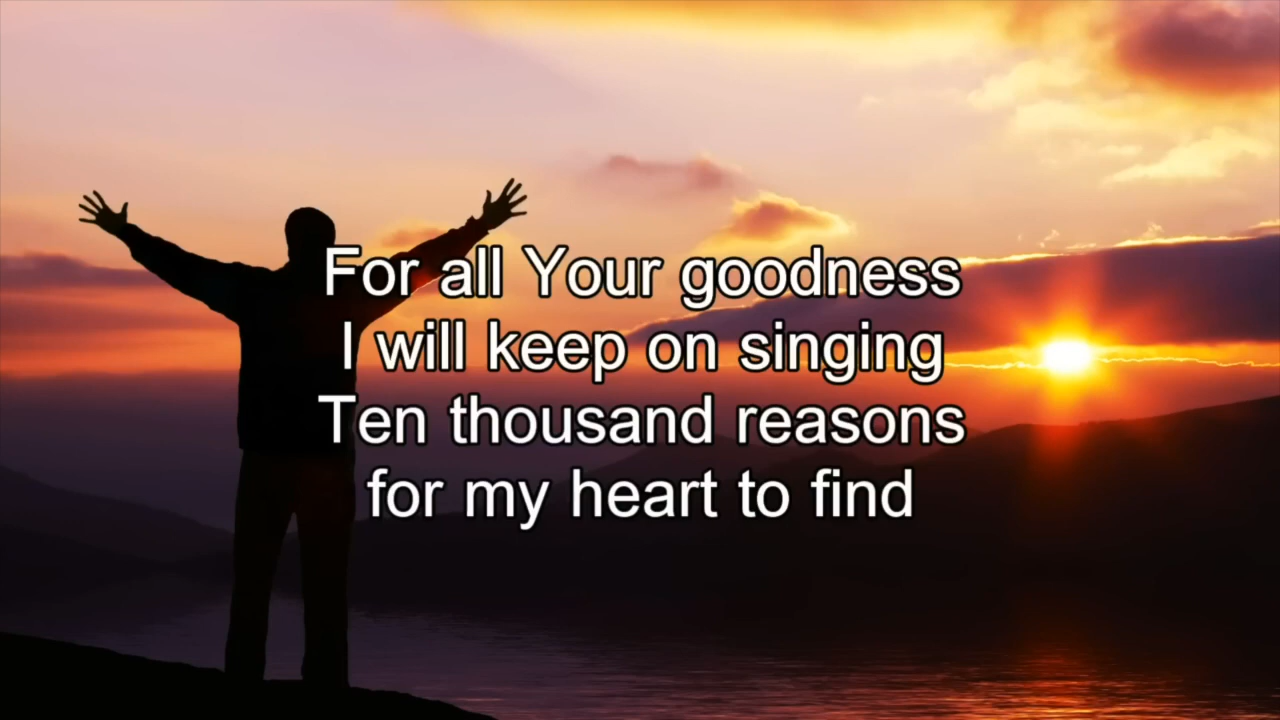 For all Your goodness
I will keep on singing
Ten thousand reasons
for my heart to find